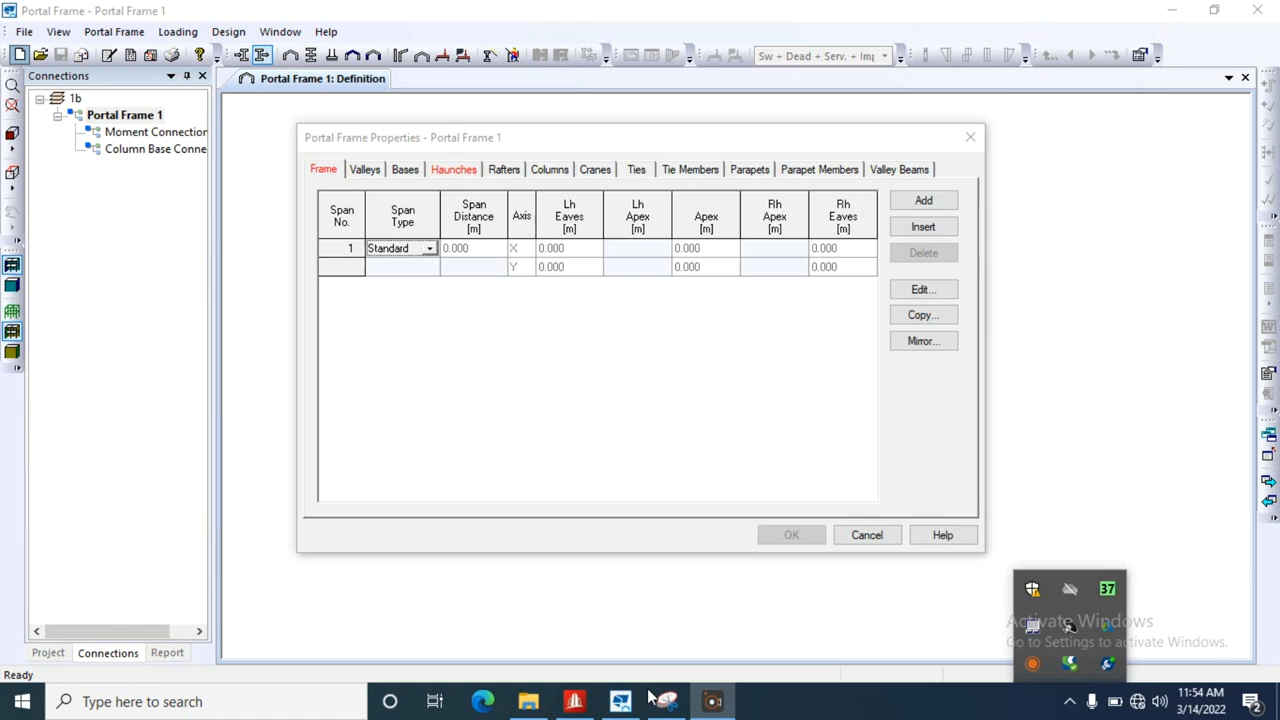 Portal Frame - Portal Frame 1
File View Portal Frame Loading Design Window Help
Sw + Dead + Serv. + Imp
Connections
Portal Frame 1: Definition
1b
Portal Frame 1
Moment Connection
Column Base Conne
Portal Frame Properties - Portal Frame 1
Frame Valleys Bases Haunches Rafters Columns Cranes Ties Tie Members Parapets Parapet Members Valley Beams
Span No. Span Type Span Distance [m] Axis Lh Eaves [m] Lh Apex [m] Apex [m] Rh Apex [m] Rh Eaves [m]
1 Standard 0.000 X 0.000 0.000 0.000
Y 0.000 0.000 0.000
Add
Insert
Delete
Edit...
Copy...
Mirror...
OK Cancel Help
37
Activate Windows
Go to Settings to activate Windows.
Project Connections Report
Ready
Type here to search
11:54 AM
3/14/2022
2